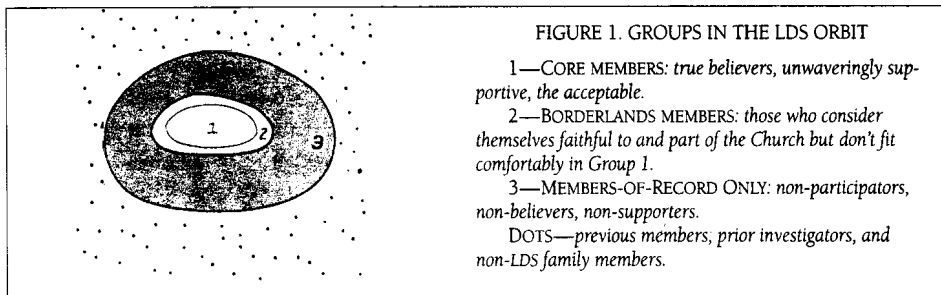 1
2
3
FIGURE 1. GROUPS IN THE LDS ORBIT
1—CORE MEMBERS: true believers, unwaveringly sup-
portive, the acceptable.
2—BORDERLANDS MEMBERS: those who consider
themselves faithful to and part of the Church but don't fit
comfortably in Group 1.
3—MEMBERS-OF-RECORD ONLY: non-participators,
non-believers, non-supporters.
DOTS—previous members, prior investigators, and
non-LDS family members.